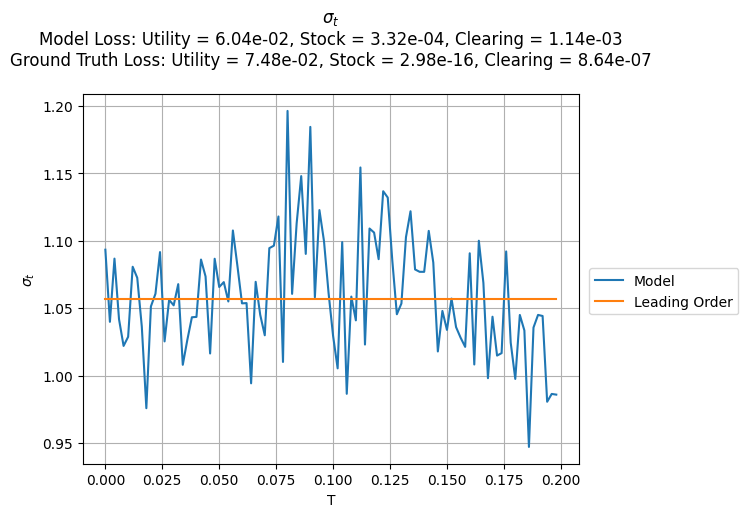 σ_t
Model Loss: Utility = 6.04e-02, Stock = 3.32e-04, Clearing = 1.14e-03
Ground Truth Loss: Utility = 7.48e-02, Stock = 2.98e-16, Clearing = 8.64e-07
1.20
1.15
1.10
1.05
1.00
0.95
σ_t
0.000 0.025 0.050 0.075 0.100 0.125 0.150 0.175 0.200
T
Model
Leading Order